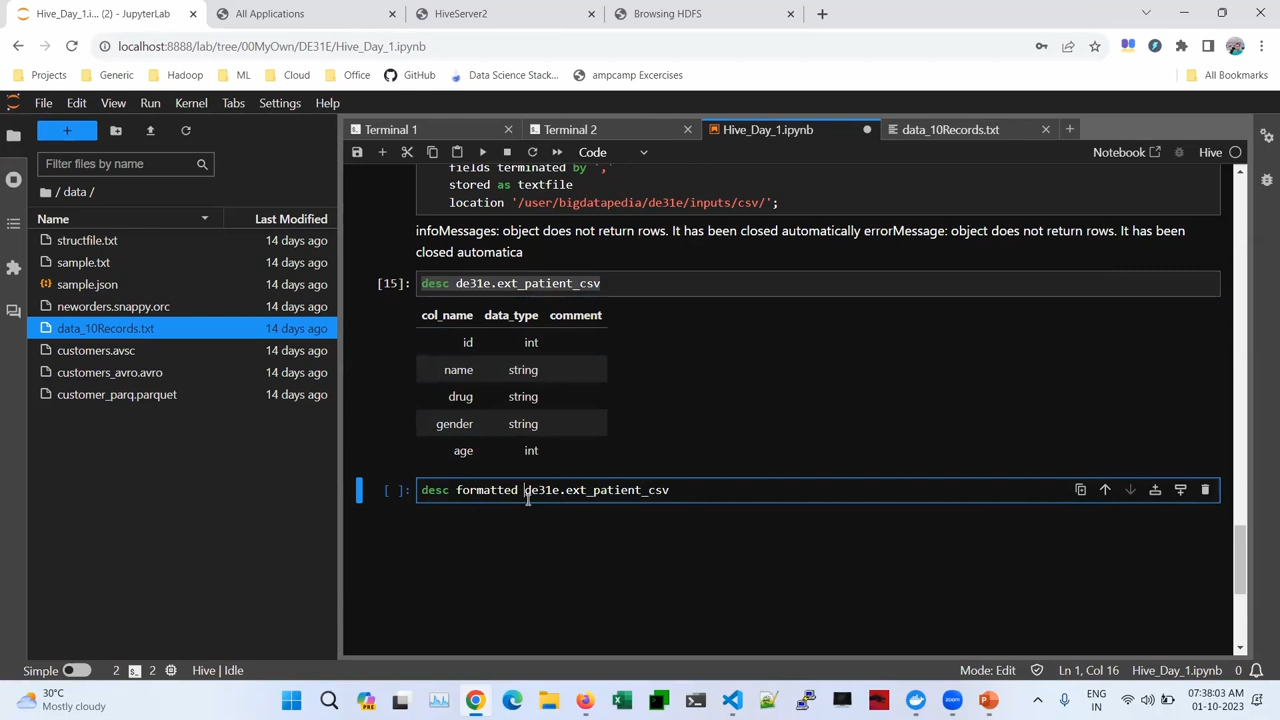 Hive_Day_1.i... (2) - JupyterLab
All Applications
HiveServer2
Browsing HDFS
localhost:8888/lab/tree/00MyOwn/DE31E/Hive_Day_1.ipynb
Projects
Generic
Hadoop
ML
Cloud
Office
GitHub
Data Science Stack...
ampcamp Excercises
All Bookmarks
File Edit View Run Kernel Tabs Settings Help
Terminal 1
Terminal 2
Hive_Day_1.ipynb
data_10Records.txt
Filter files by name
Code
Notebook
Hive
/ data /
Name
Last Modified
structfile.txt 14 days ago
sample.txt 14 days ago
sample.json 14 days ago
neworders.snappy.orc 14 days ago
data_10Records.txt 14 days ago
customers.avsc 14 days ago
customers_avro.avro 14 days ago
customer_parq.parquet 14 days ago
fields terminated by ','
stored as textfile
location '/user/bigdatapedia/de31e/inputs/csv/';
infoMessages: object does not return rows. It has been closed automatically errorMessage: object does not return rows. It has been
closed automatica
[15]: desc de31e.ext_patient_csv
col_name data_type comment
id int
name string
drug string
gender string
age int
[ ]: desc formatted de31e.ext_patient_csv
Simple 2 2 Hive | Idle
Mode: Edit
Ln 1, Col 16
Hive_Day_1.ipynb
0
30°C
Mostly cloudy
PRE
ENG
IN
07:38:03 AM
01-10-2023